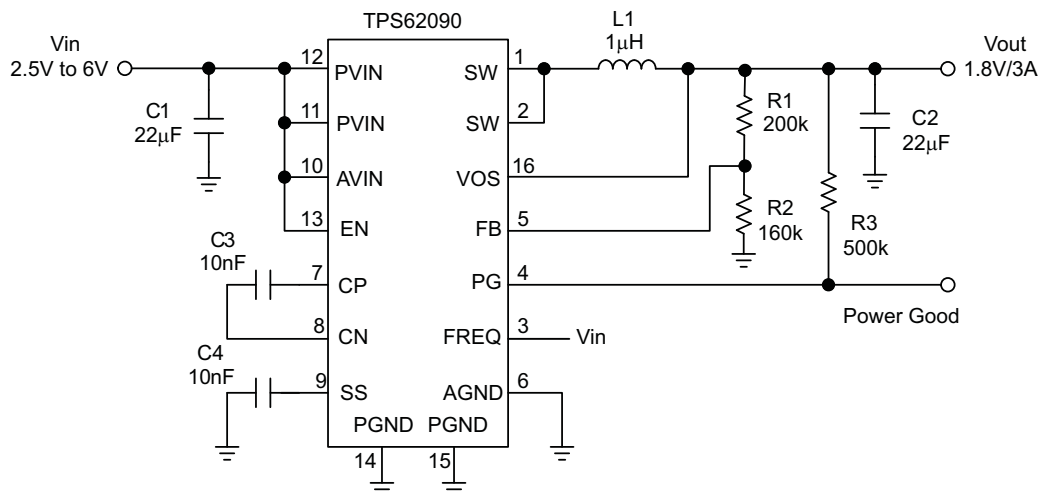 TPS62090
Vin
2.5V to 6V
C1
22μF
12
PVIN
11
PVIN
10
AVIN
13
EN
C3
10nF
7
CP
8
CN
C4
10nF
9
SS
PGND
PGND
14
15
SW
1
SW
2
VOS
16
FB
5
PG
4
FREQ
3
Vin
AGND
6
L1
1μH
R1
200k
R2
160k
R3
500k
C2
22μF
Vout
1.8V/3A
Power Good